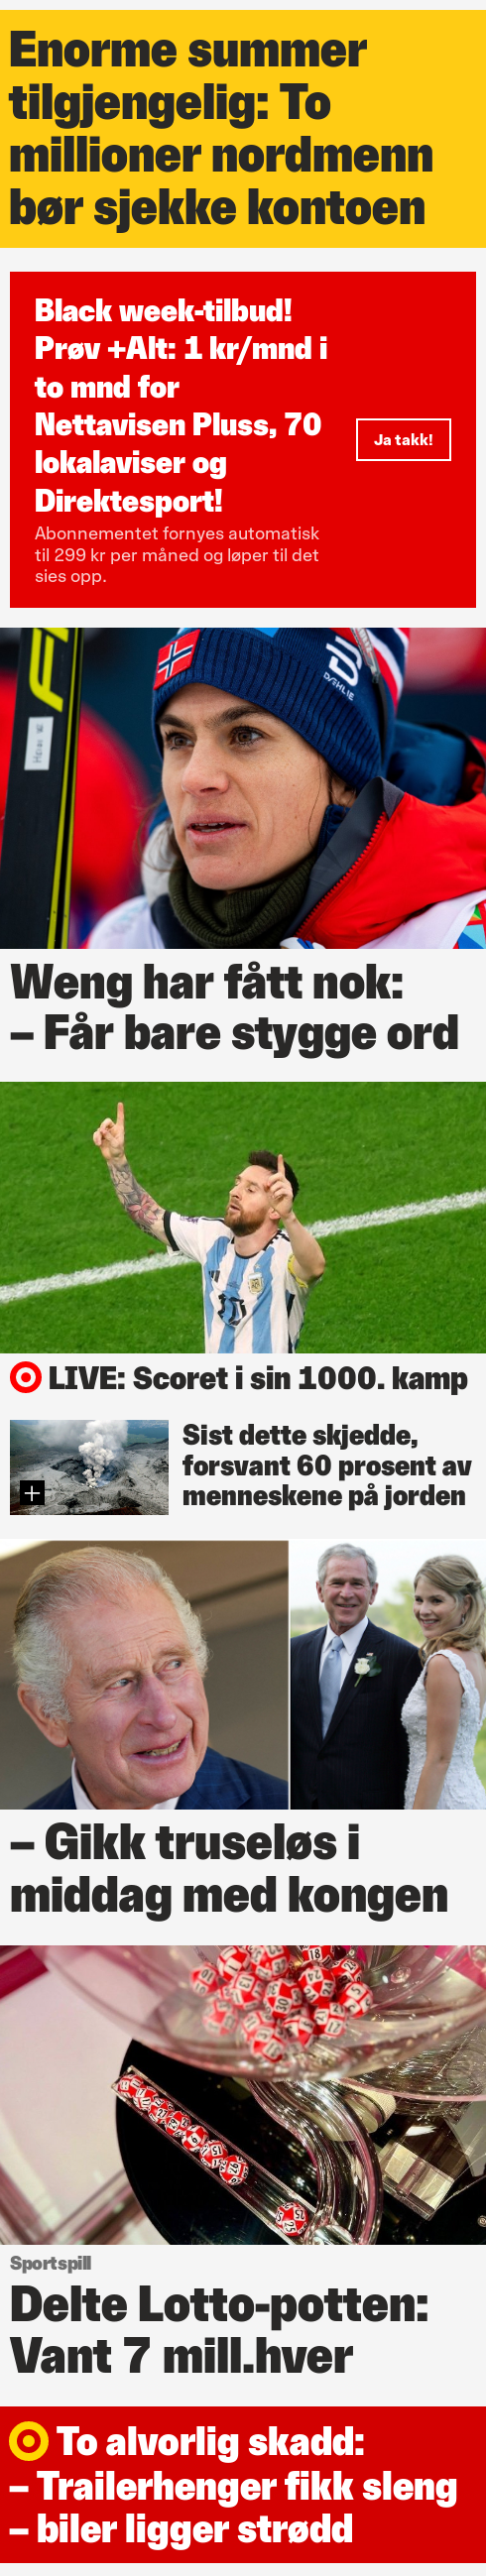 Enorme summer
tilgjengelig: To
millioner nordmenn
bør sjekke kontoen
Black week-tilbud!
Prøv +Alt: 1 kr/mnd i
to mnd for
Nettavisen Pluss, 70
lokalaviser og
Direktesport!
Ja takk!
Abonnementet fornyes automatisk
til 299 kr per måned og løper til det
sies opp.
DÆHLIE
Weng har fått nok:
– Får bare stygge ord
LIVE: Scoret i sin 1000. kamp
Sist dette skjedde,
forsvant 60 prosent av
menneskene på jorden
– Gikk truseløs i
middag med kongen
Sportspill
Delte Lotto-potten:
Vant 7 mill.hver
To alvorlig skadd:
– Trailerhenger fikk sleng
– biler ligger strødd